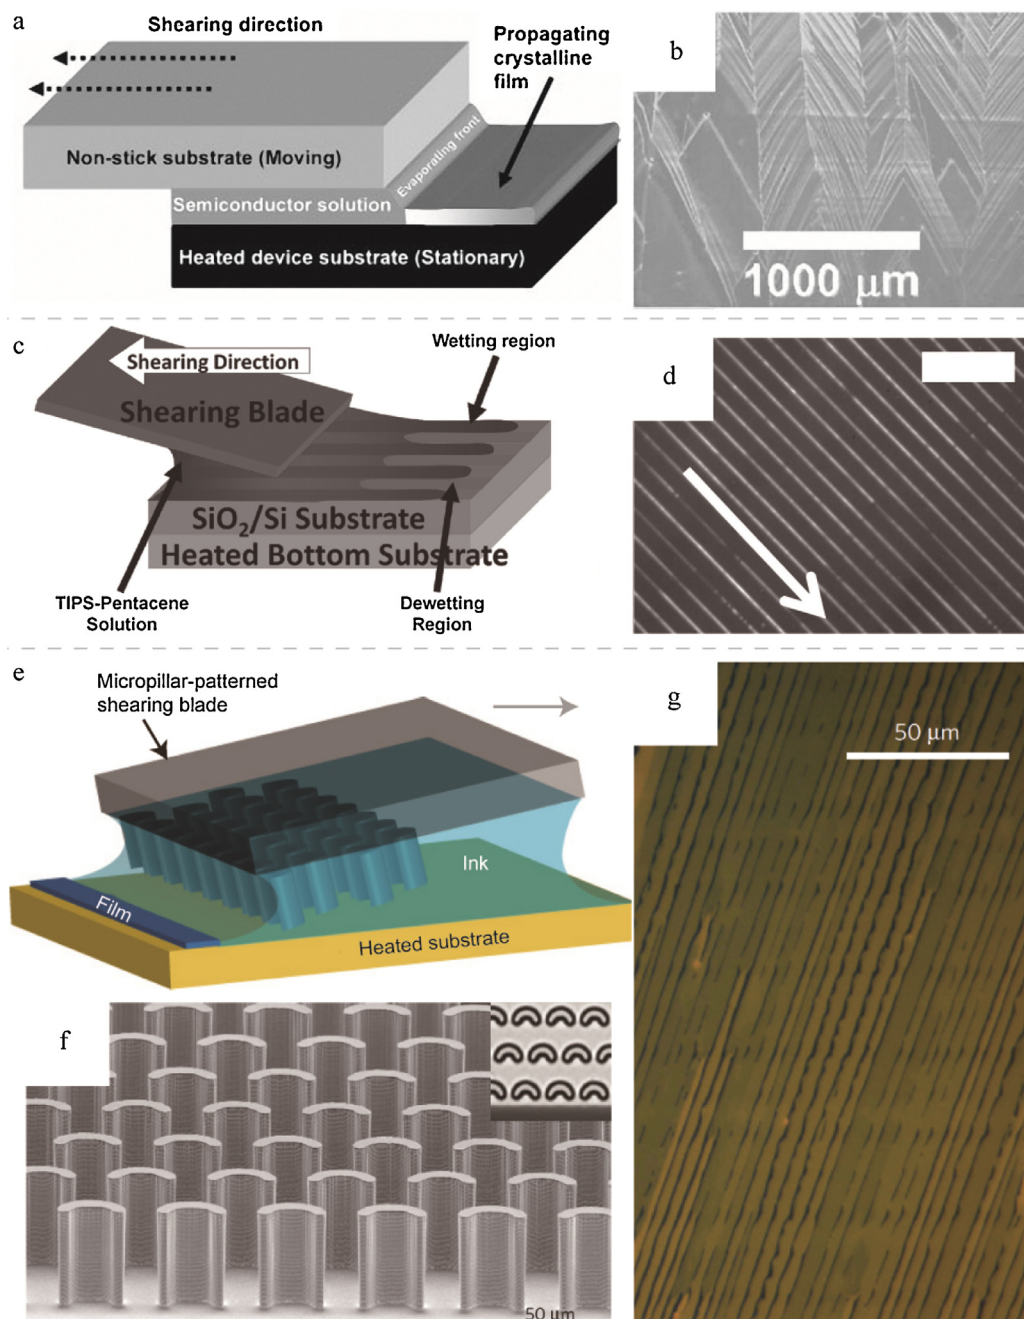 a
Shearing direction
Propagating
crystalline
film
Non-stick substrate (Moving)
Evaporating front
Semiconductor solution
Heated device substrate (Stationary)
b
1000 μm
c
Shearing Direction
Shearing Blade
Wetting region
SiO₂/Si Substrate
Heated Bottom Substrate
TIPS-Pentacene
Solution
Dewetting
Region
d
e
Micropillar-patterned
shearing blade
Ink
Film
Heated substrate
f
50 μm
g
50 μm